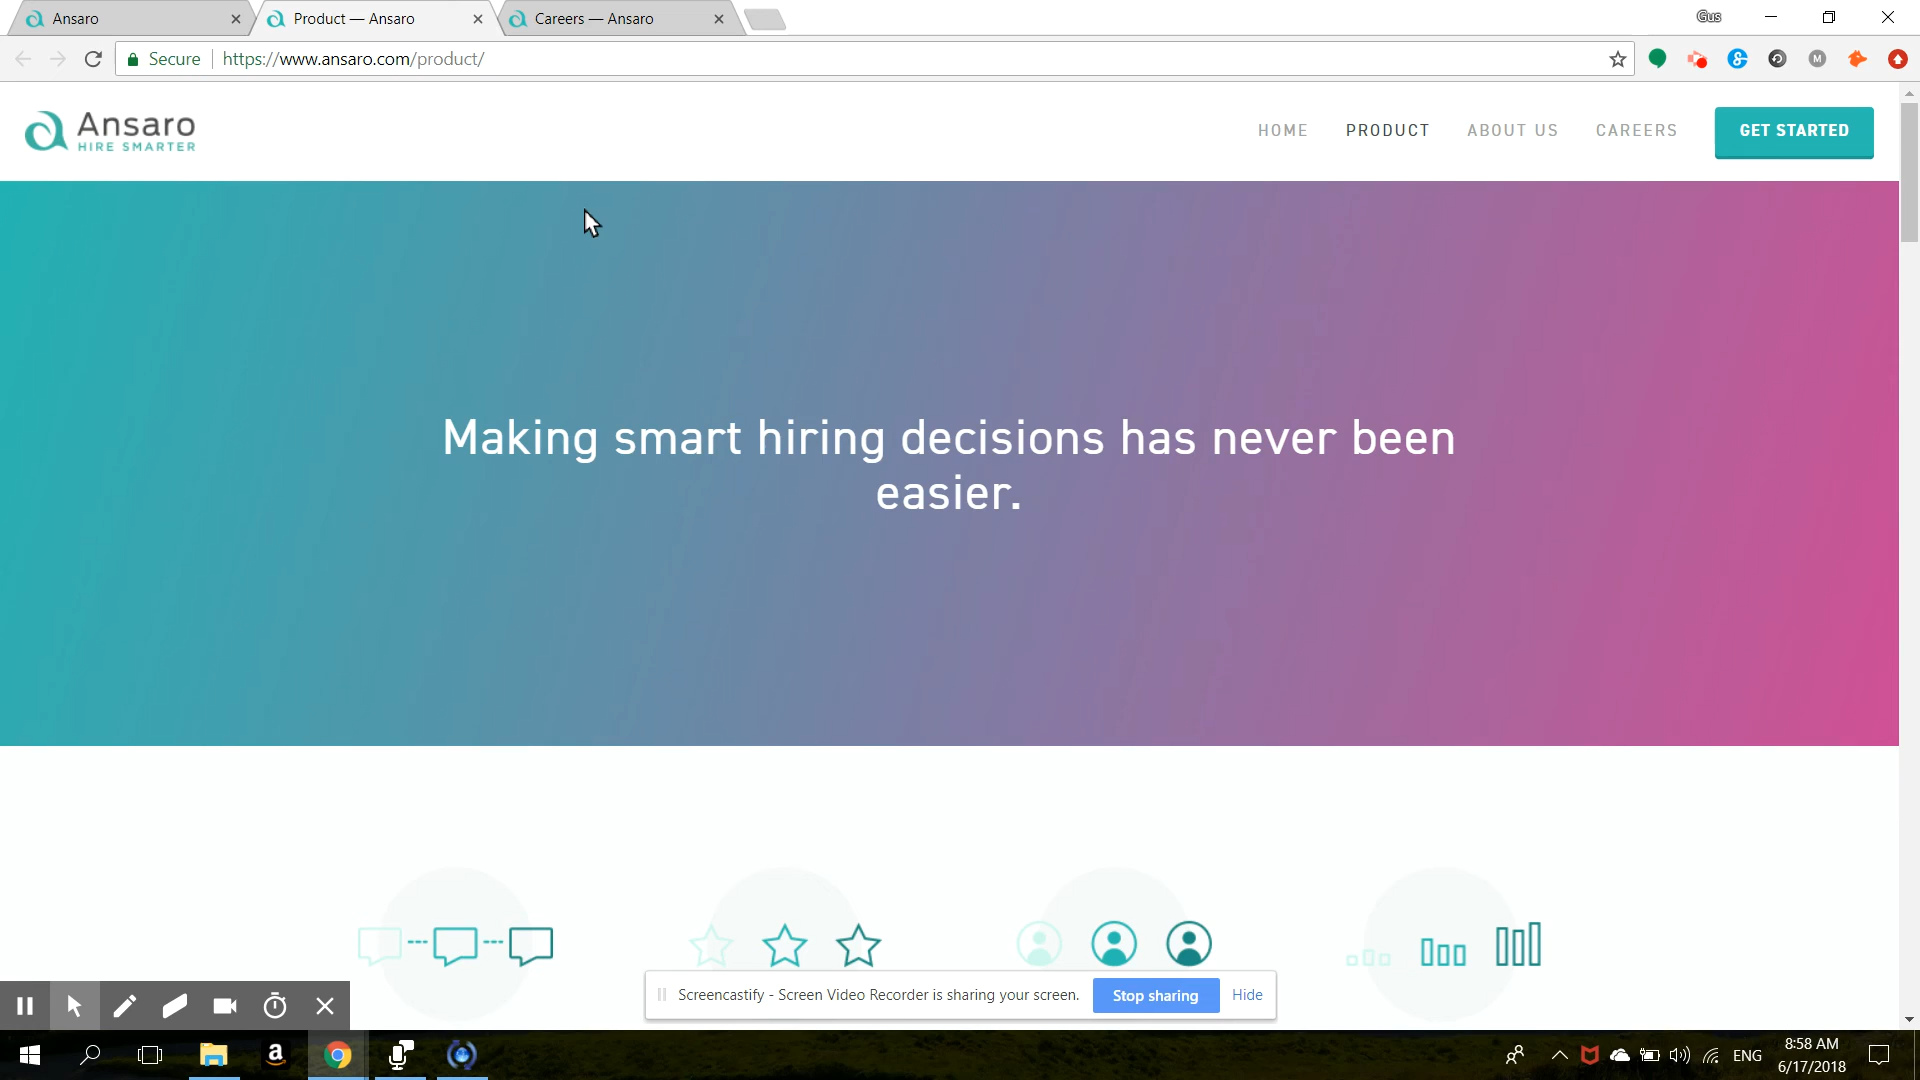 Ansaro
Product — Ansaro
Careers — Ansaro
Gus
Secure
https://www.ansaro.com/product/
M
Ansaro
HIRE SMARTER
HOME
PRODUCT
ABOUT US
CAREERS
GET STARTED
Making smart hiring decisions has never been
easier.
Screencastify - Screen Video Recorder is sharing your screen.
Stop sharing
Hide
ENG
8:58 AM
6/17/2018